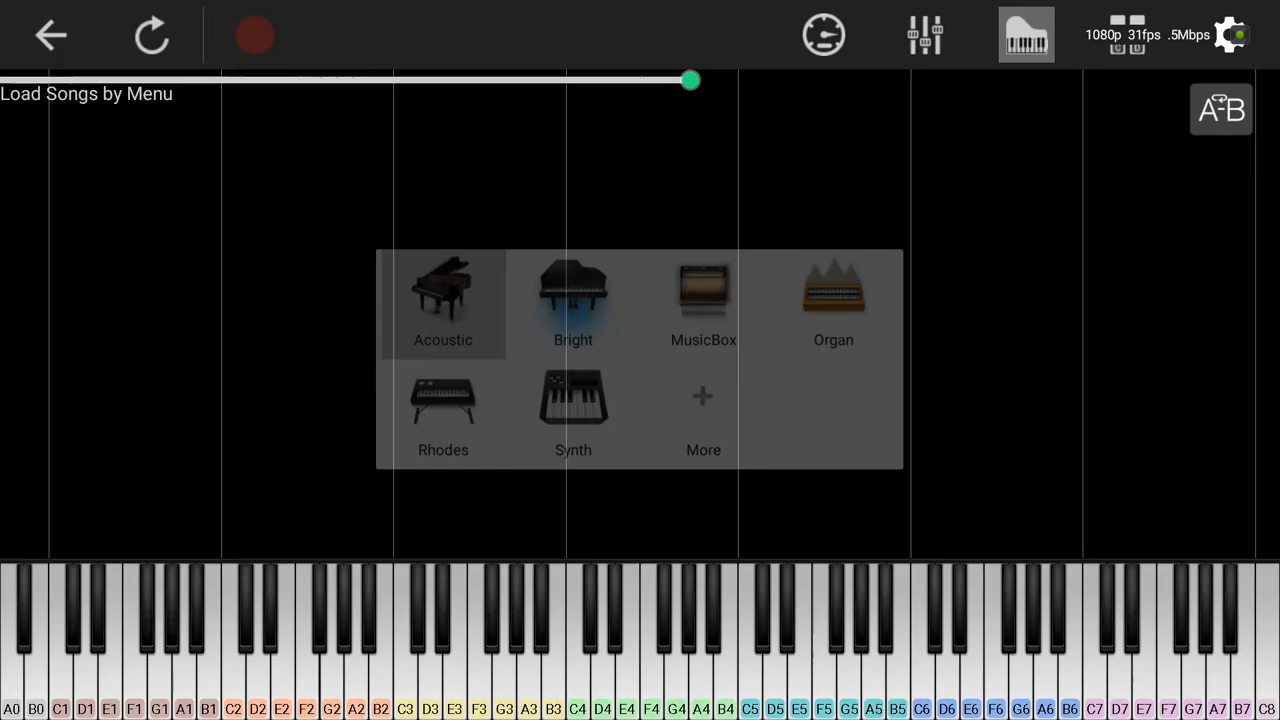 1080p 31fips .5Mbps
Load Songs by Menu
A-B
Acoustic Bright MusicBox Organ
Rhodes Synth More
A0 B0 C1 D1 E1 F1 G1 A1 B1 C2 D2 E2 F2 G2 A2 B2 C3 D3 E3 F3 G3 A3 B3 C4 D4 E4 F4 G4 A4 B4 C5 D5 E5 F5 G5 A5 B5 C6 D6 E6 F6 G6 A6 B6 C7 D7 E7 F7 G7 A7 B7 C8